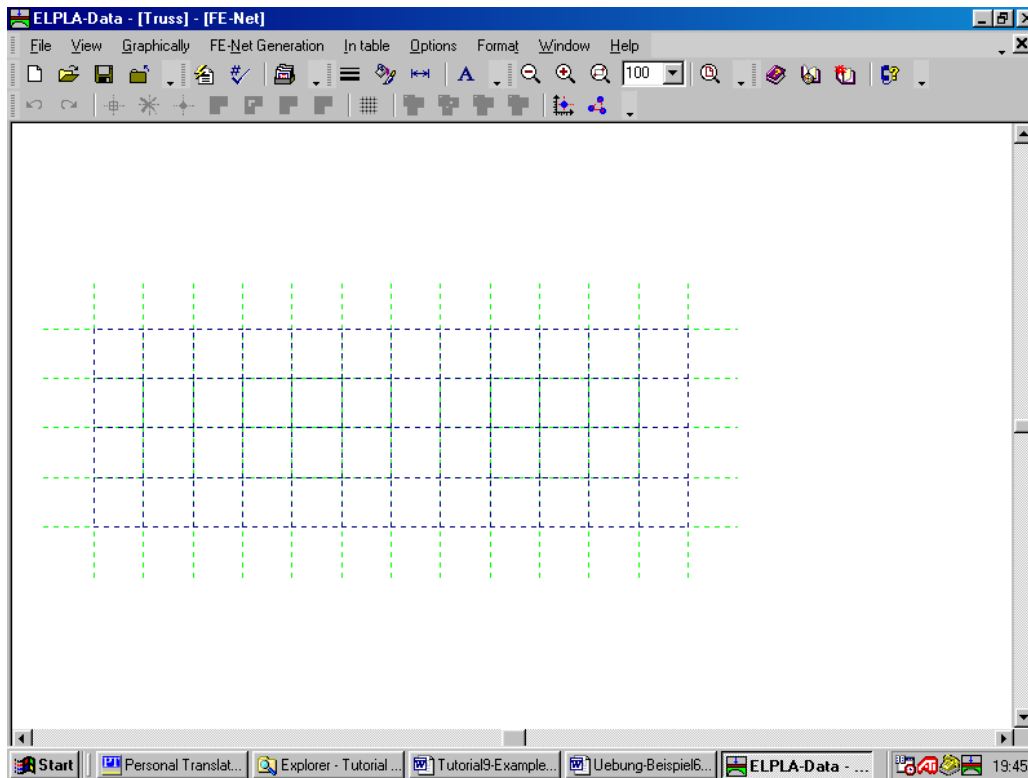 ELPLA-Data - [Truss] - [FE-Net]
File View Graphically FE-Net Generation In table Options Format Window Help
A 100
Start Personal Translat... Explorer - Tutorial ... Tutorial9-Example... Uebung-Beispiel6... ELPLA-Data - ... 19:45